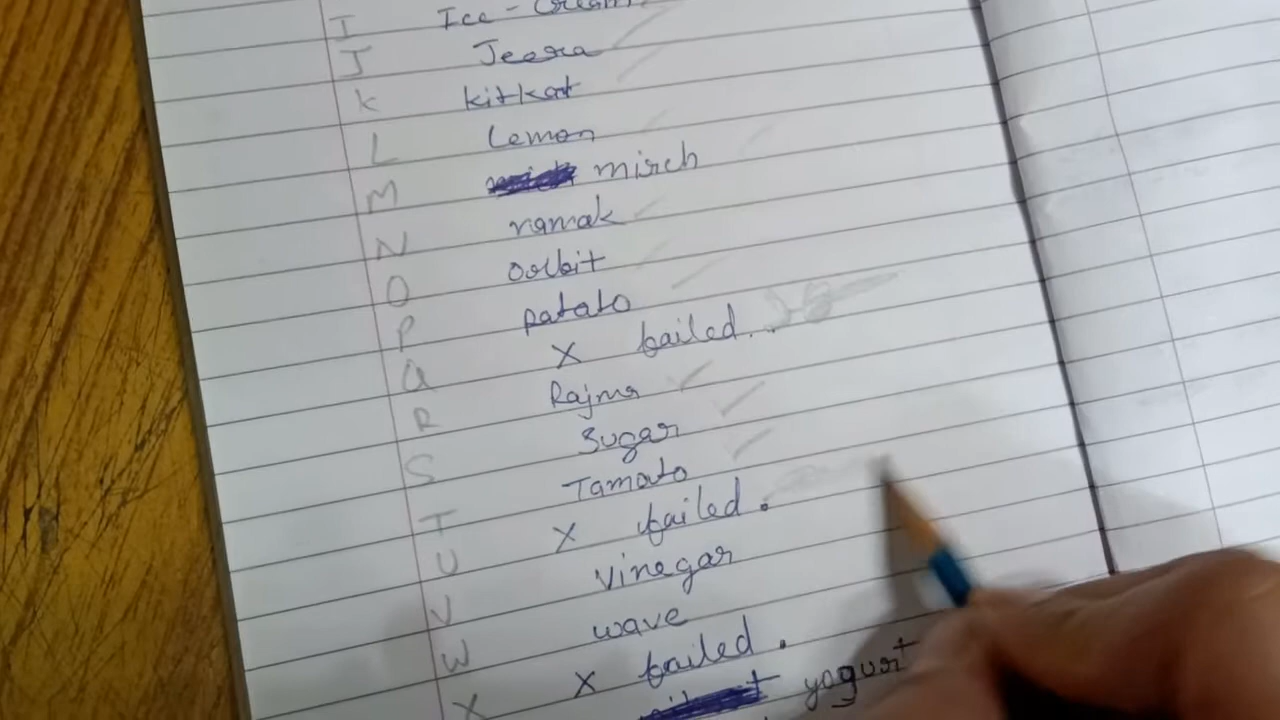 I Ice - Cream
J Jeera
K kitkat
L Lemon
M mirch
N namak
O Orbit
P patato
Q X failed..
R Rajma
S Sugar
T Tamato
U X failed.
V vinegar
W wave
X X failed.
yogurt